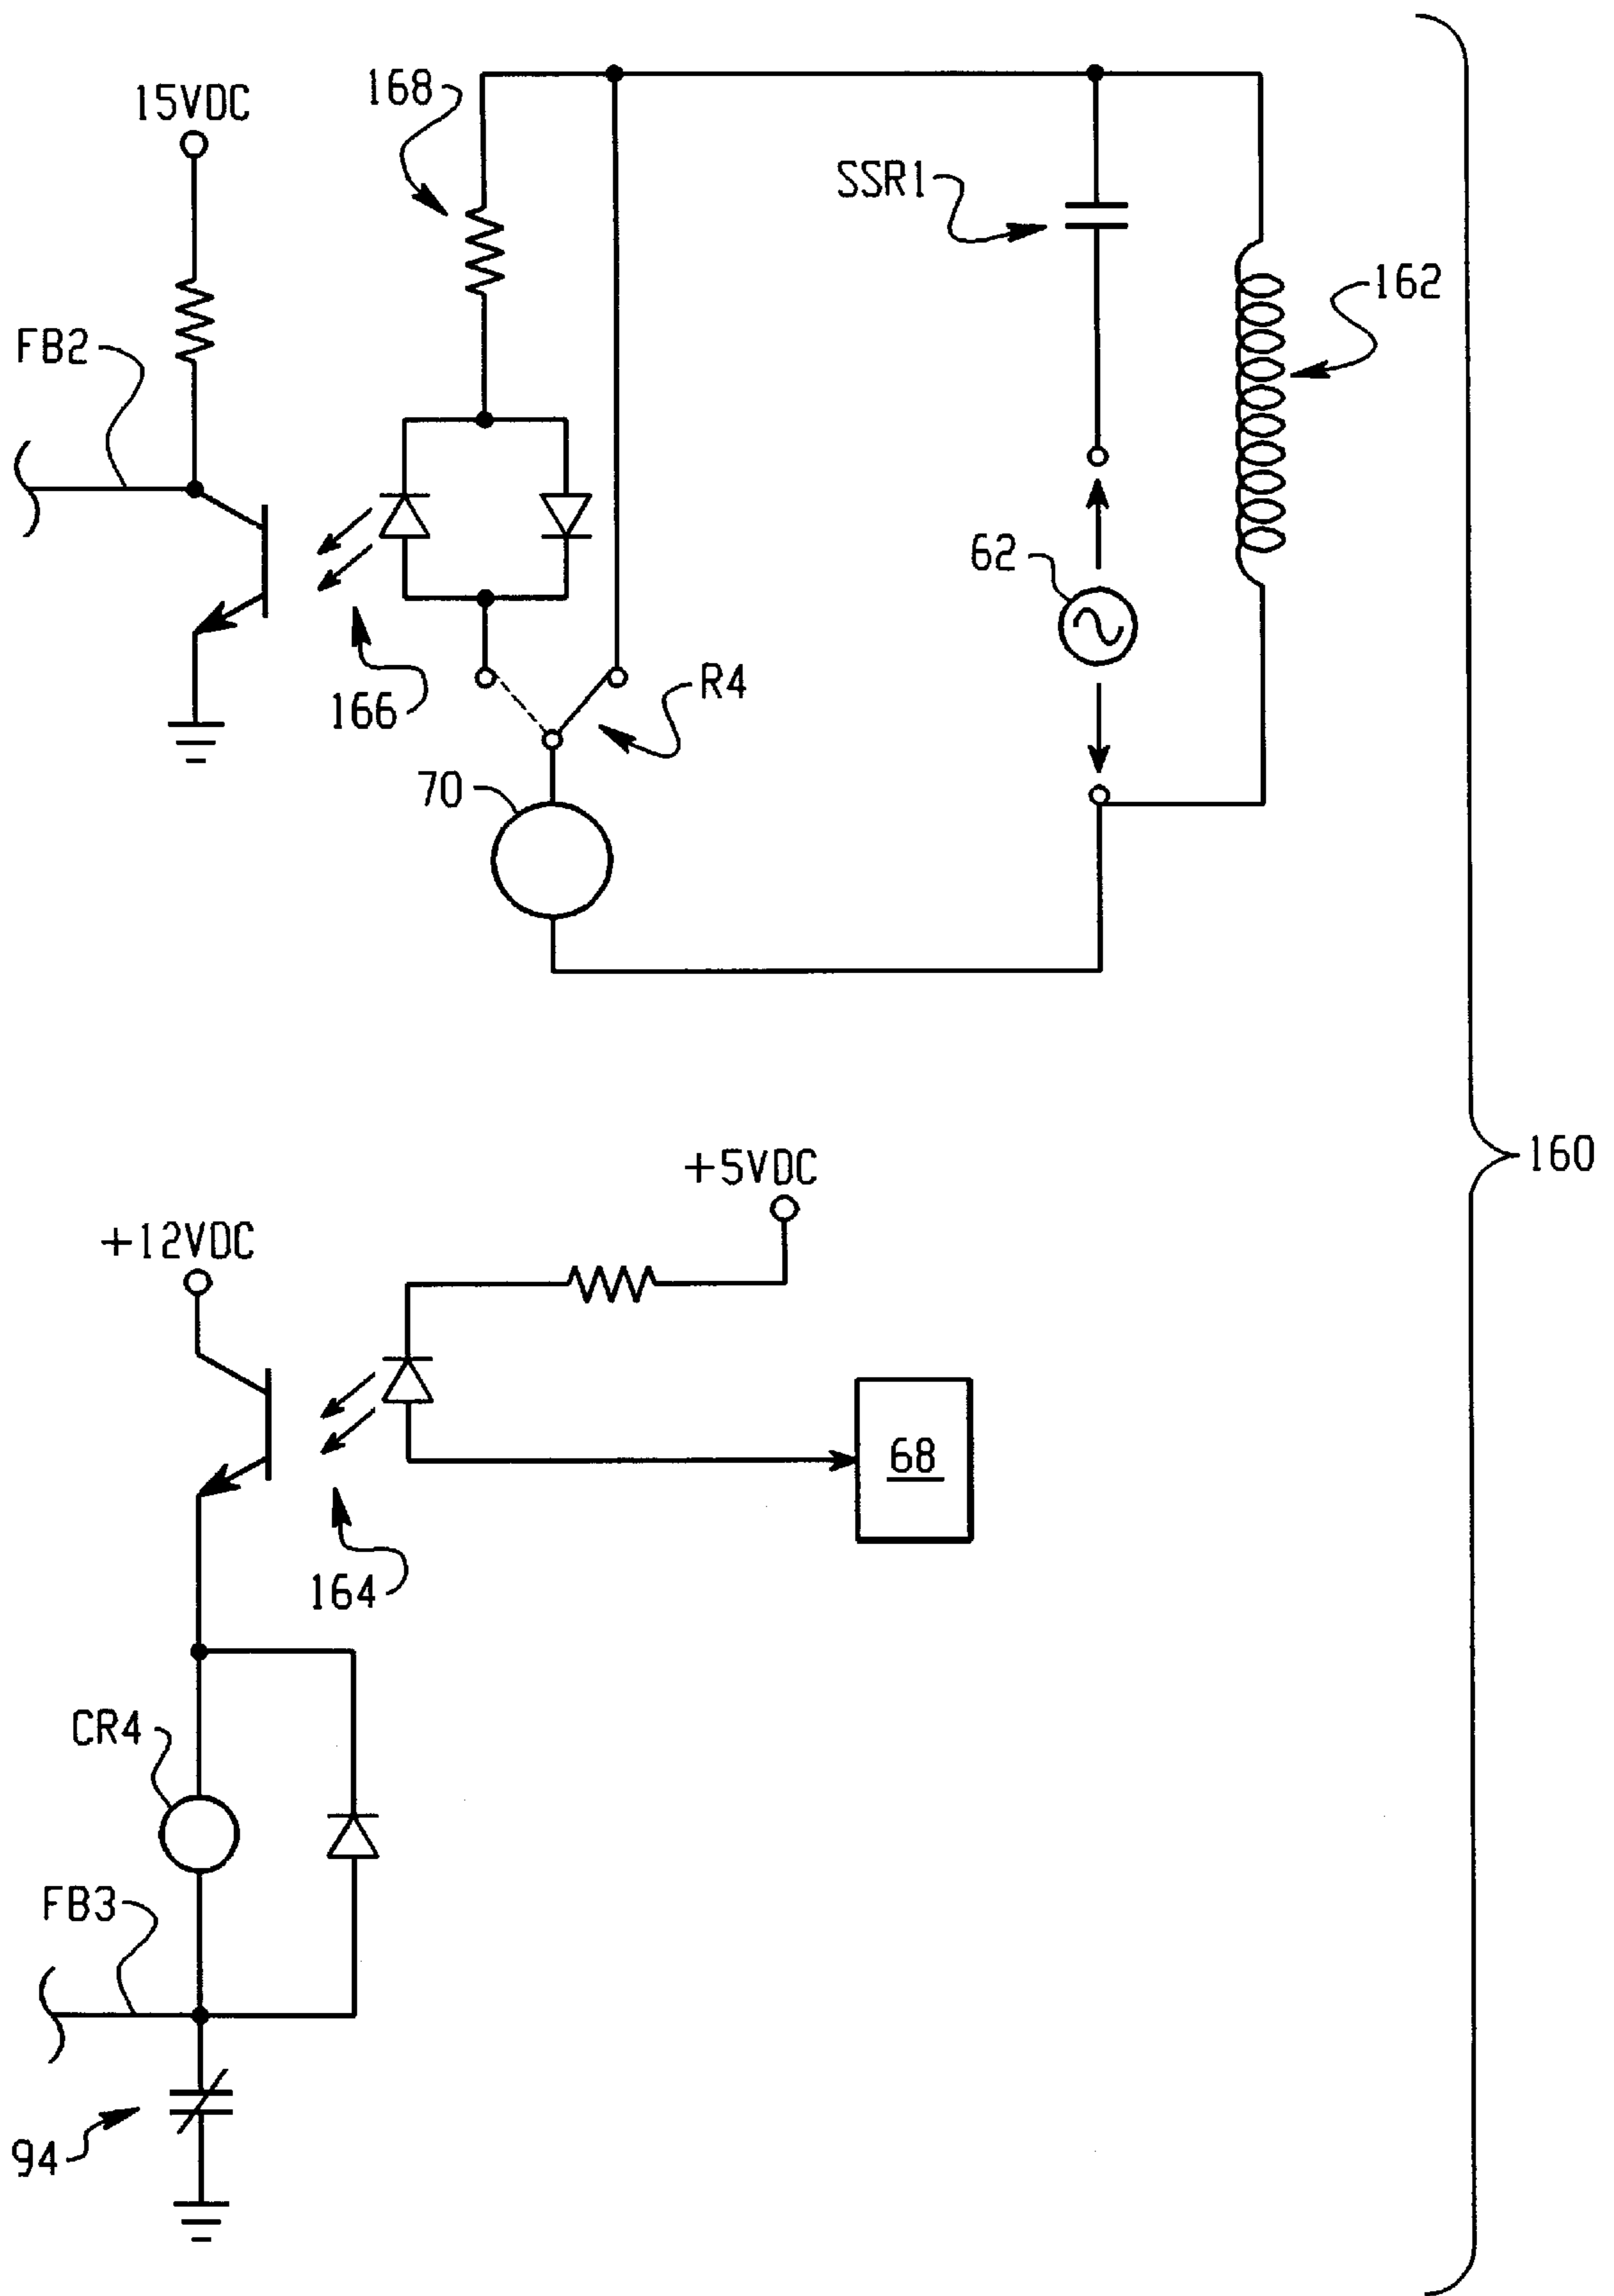 168
15VDC
SSR1
162
FB2
62
166
R4
70
160
+5VDC
+12VDC
68
164
CR4
FB3
94